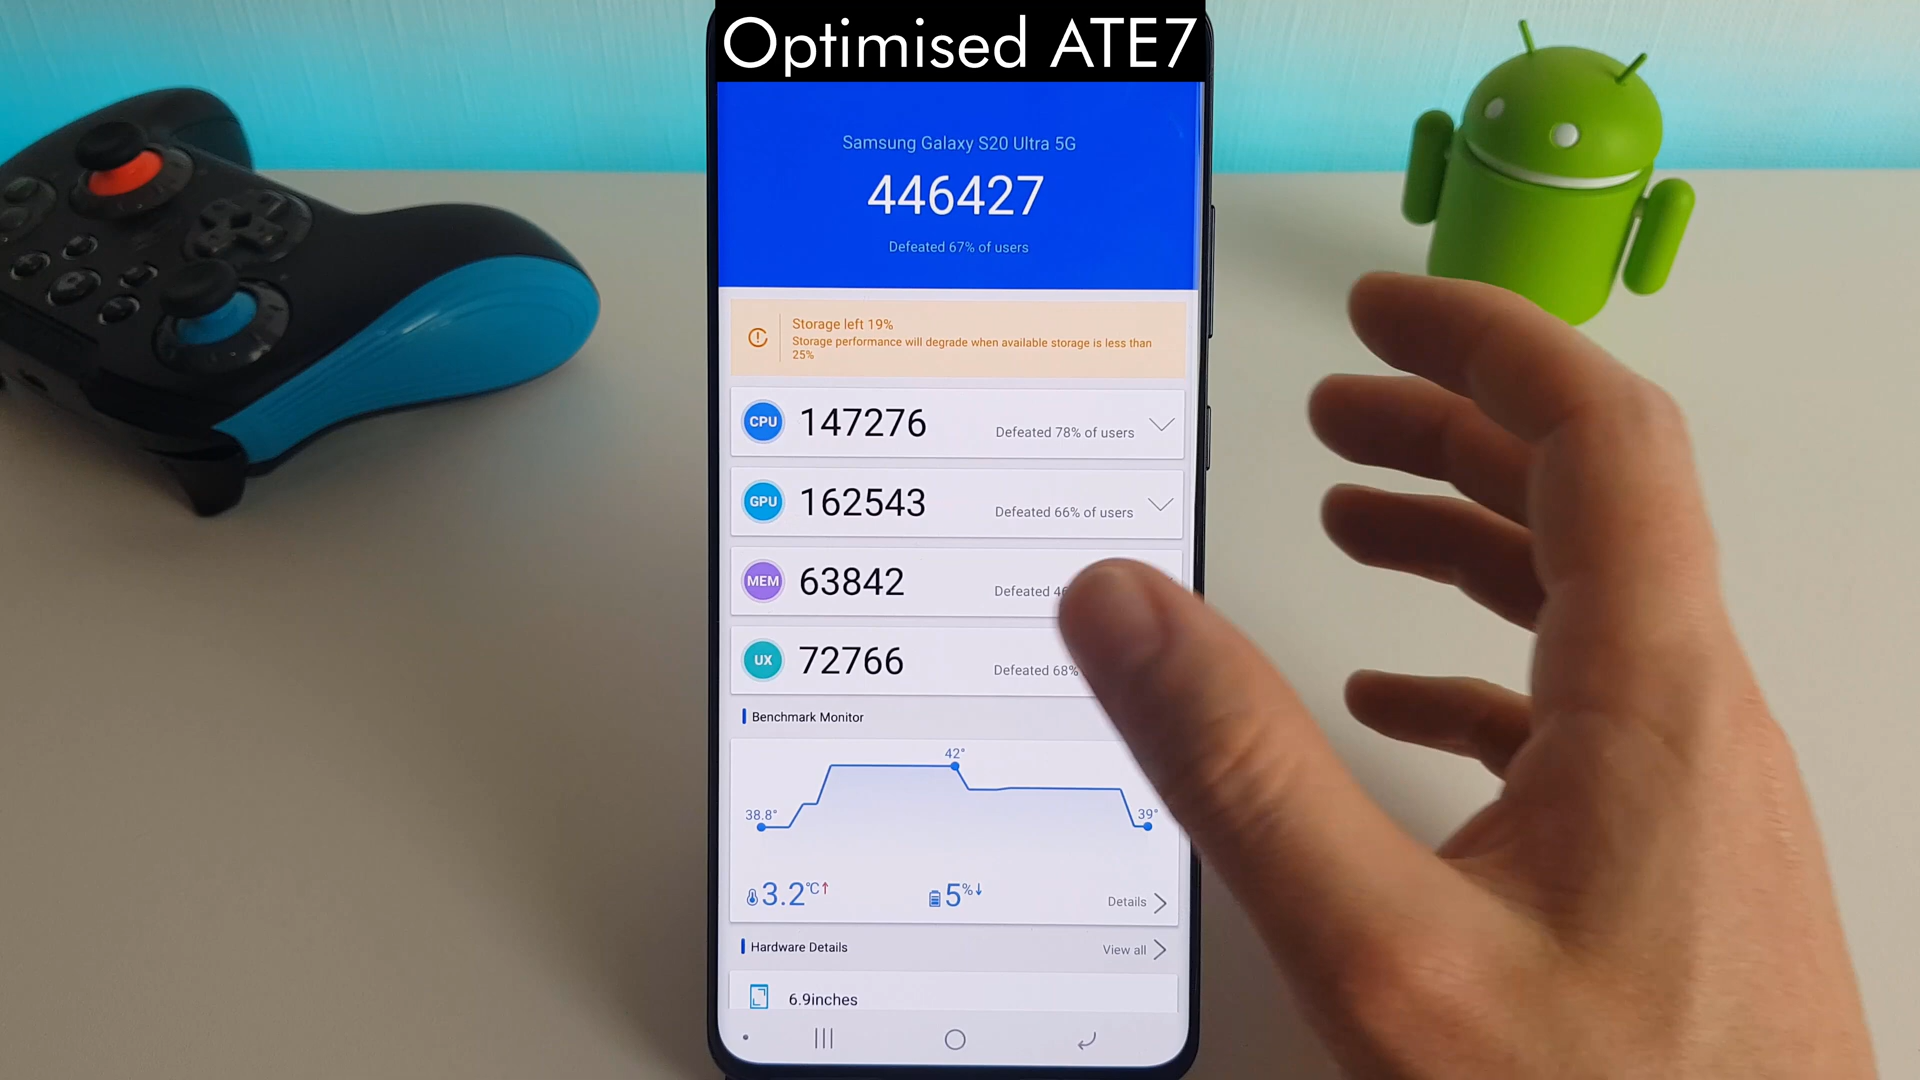 Optimised ATE7
Samsung Galaxy S20 Ultra 5G
446427
Defeated 67% of users
Storage left 19%
Storage performance will degrade when available storage is less than
25%
CPU 147276 Defeated 78% of users
GPU 162543 Defeated 66% of users
MEM 63842 Defeated
UX 72766 Defeated 68%
Benchmark Monitor
42°
38.8° 39°
3.2°C↑ 5%↓ Details
Hardware Details View all
6.9inches